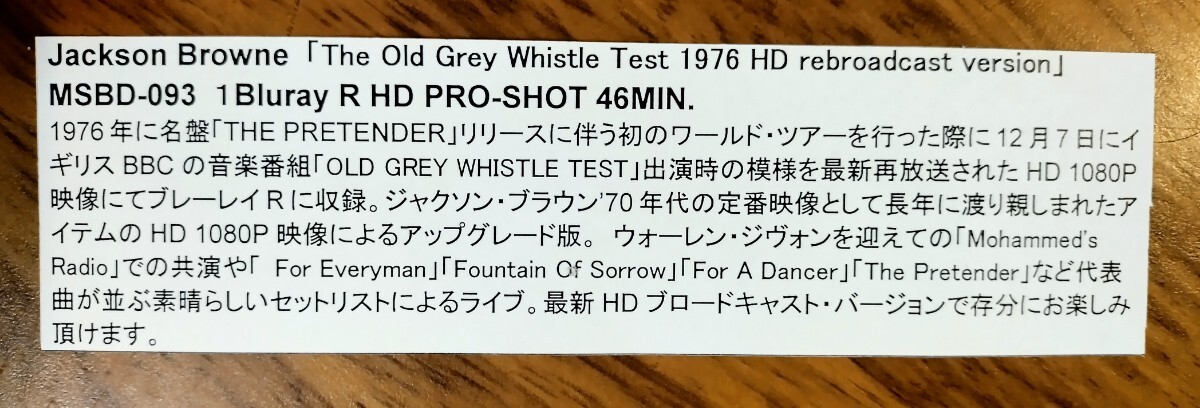 Jackson Browne 「The Old Grey Whistle Test 1976 HD rebroadcast version」
MSBD-093 1Bluray R HD PRO-SHOT 46MIN.
1976年に名盤「THE PRETENDER」リリースに伴う初のワールド・ツアーを行った際に12月7日にイ
ギリスBBCの音楽番組「OLD GREY WHISTLE TEST」出演時の模様を最新再放送されたHD 1080P
映像にてブレーレイRに収録。ジャクソン・ブラウン'70年代の定番映像として長年に渡り親しまれたア
イテムのHD 1080P映像によるアップグレード版。 ウォーレン・ジヴォンを迎えての「Mohammed's
Radio」での共演や「 For Everyman」「Fountain Of Sorrow」「For A Dancer」「The Pretender」など代表
曲が並ぶ素晴らしいセットリストによるライブ。最新HDブロードキャスト・バージョンで存分にお楽しみ
頂けます。